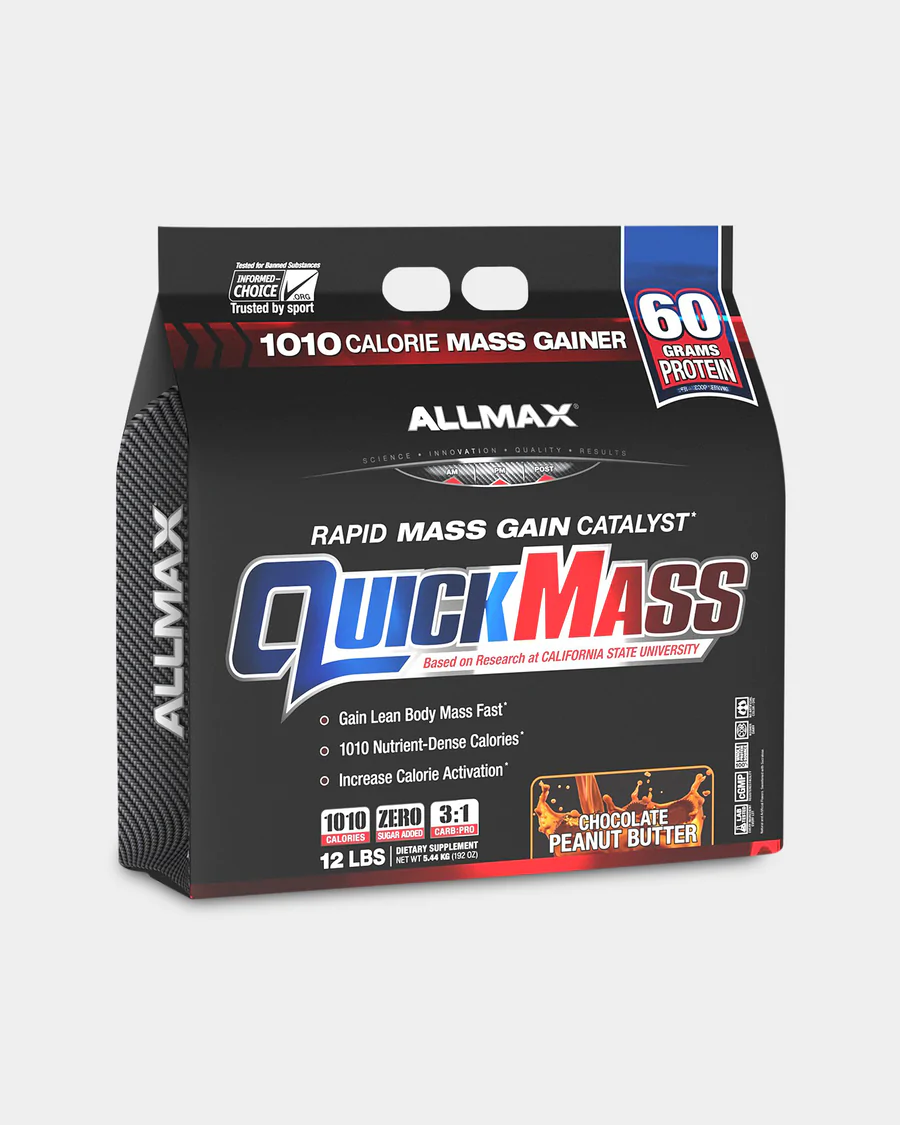 Tested for Banned Substances
INFORMED-
CHOICE
.ORG
Trusted by sport
1010 CALORIE MASS GAINER
60
GRAMS
PROTEIN
ALLMAX®
SCIENCE • INNOVATION • QUALITY • RESULTS
AM PM POST
RAPID MASS GAIN CATALYST*
QUICKMASS®
Based on Research at CALIFORNIA STATE UNIVERSITY
ALLMAX
Gain Lean Body Mass Fast*
1010 Nutrient-Dense Calories*
Increase Calorie Activation*
1010
CALORIES
ZERO
SUGAR ADDED
3:1
CARB:PRO
12 LBS
DIETARY SUPPLEMENT
NET WT 5.44 KG (192 OZ)
CHOCOLATE
PEANUT BUTTER
cGMP
LAB